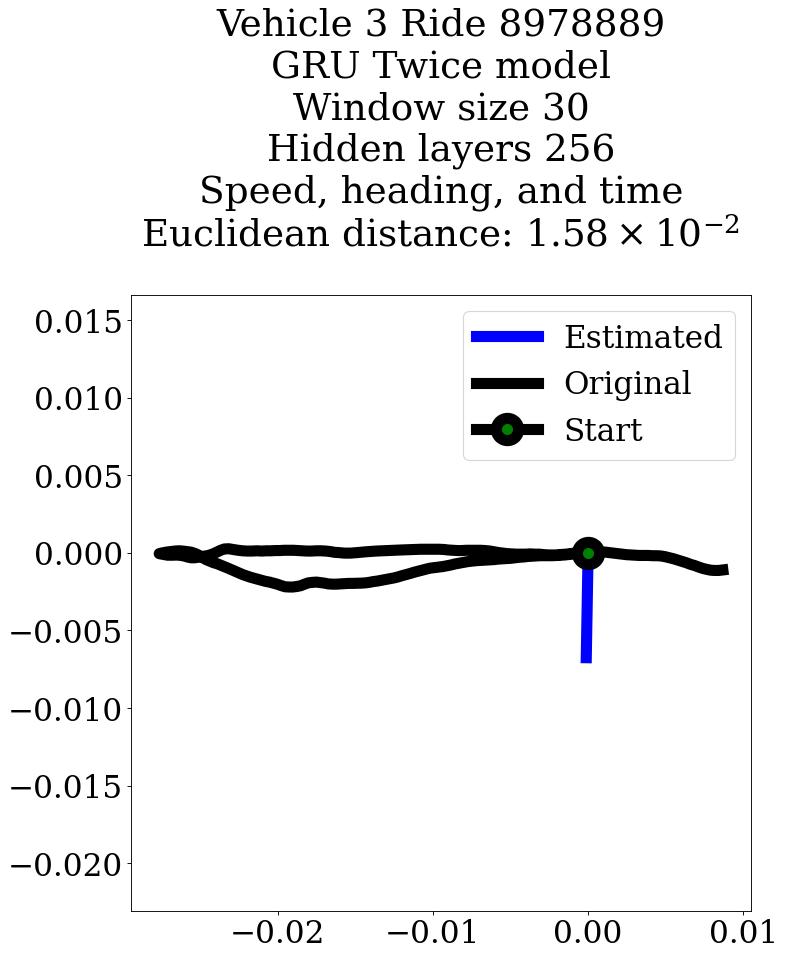 Vehicle 3 Ride 8978889
GRU Twice model
Window size 30
Hidden layers 256
Speed, heading, and time
Euclidean distance: 1.58 × 10⁻²
Estimated
Original
Start
0.015
0.010
0.005
0.000
−0.005
−0.010
−0.015
−0.020
−0.02 −0.01 0.00 0.01